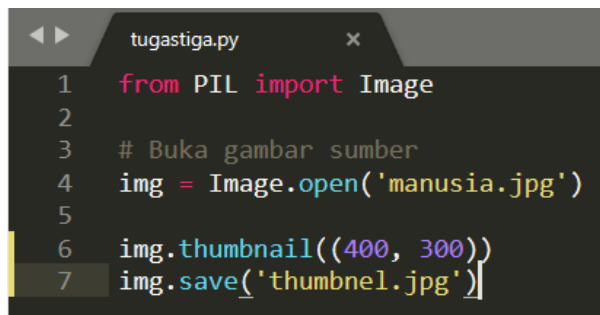 tugastiga.py
1 from PIL import Image
2
3 # Buka gambar sumber
4 img = Image.open('manusia.jpg')
5
6 img.thumbnail((400, 300))
7 img.save('thumbnel.jpg')